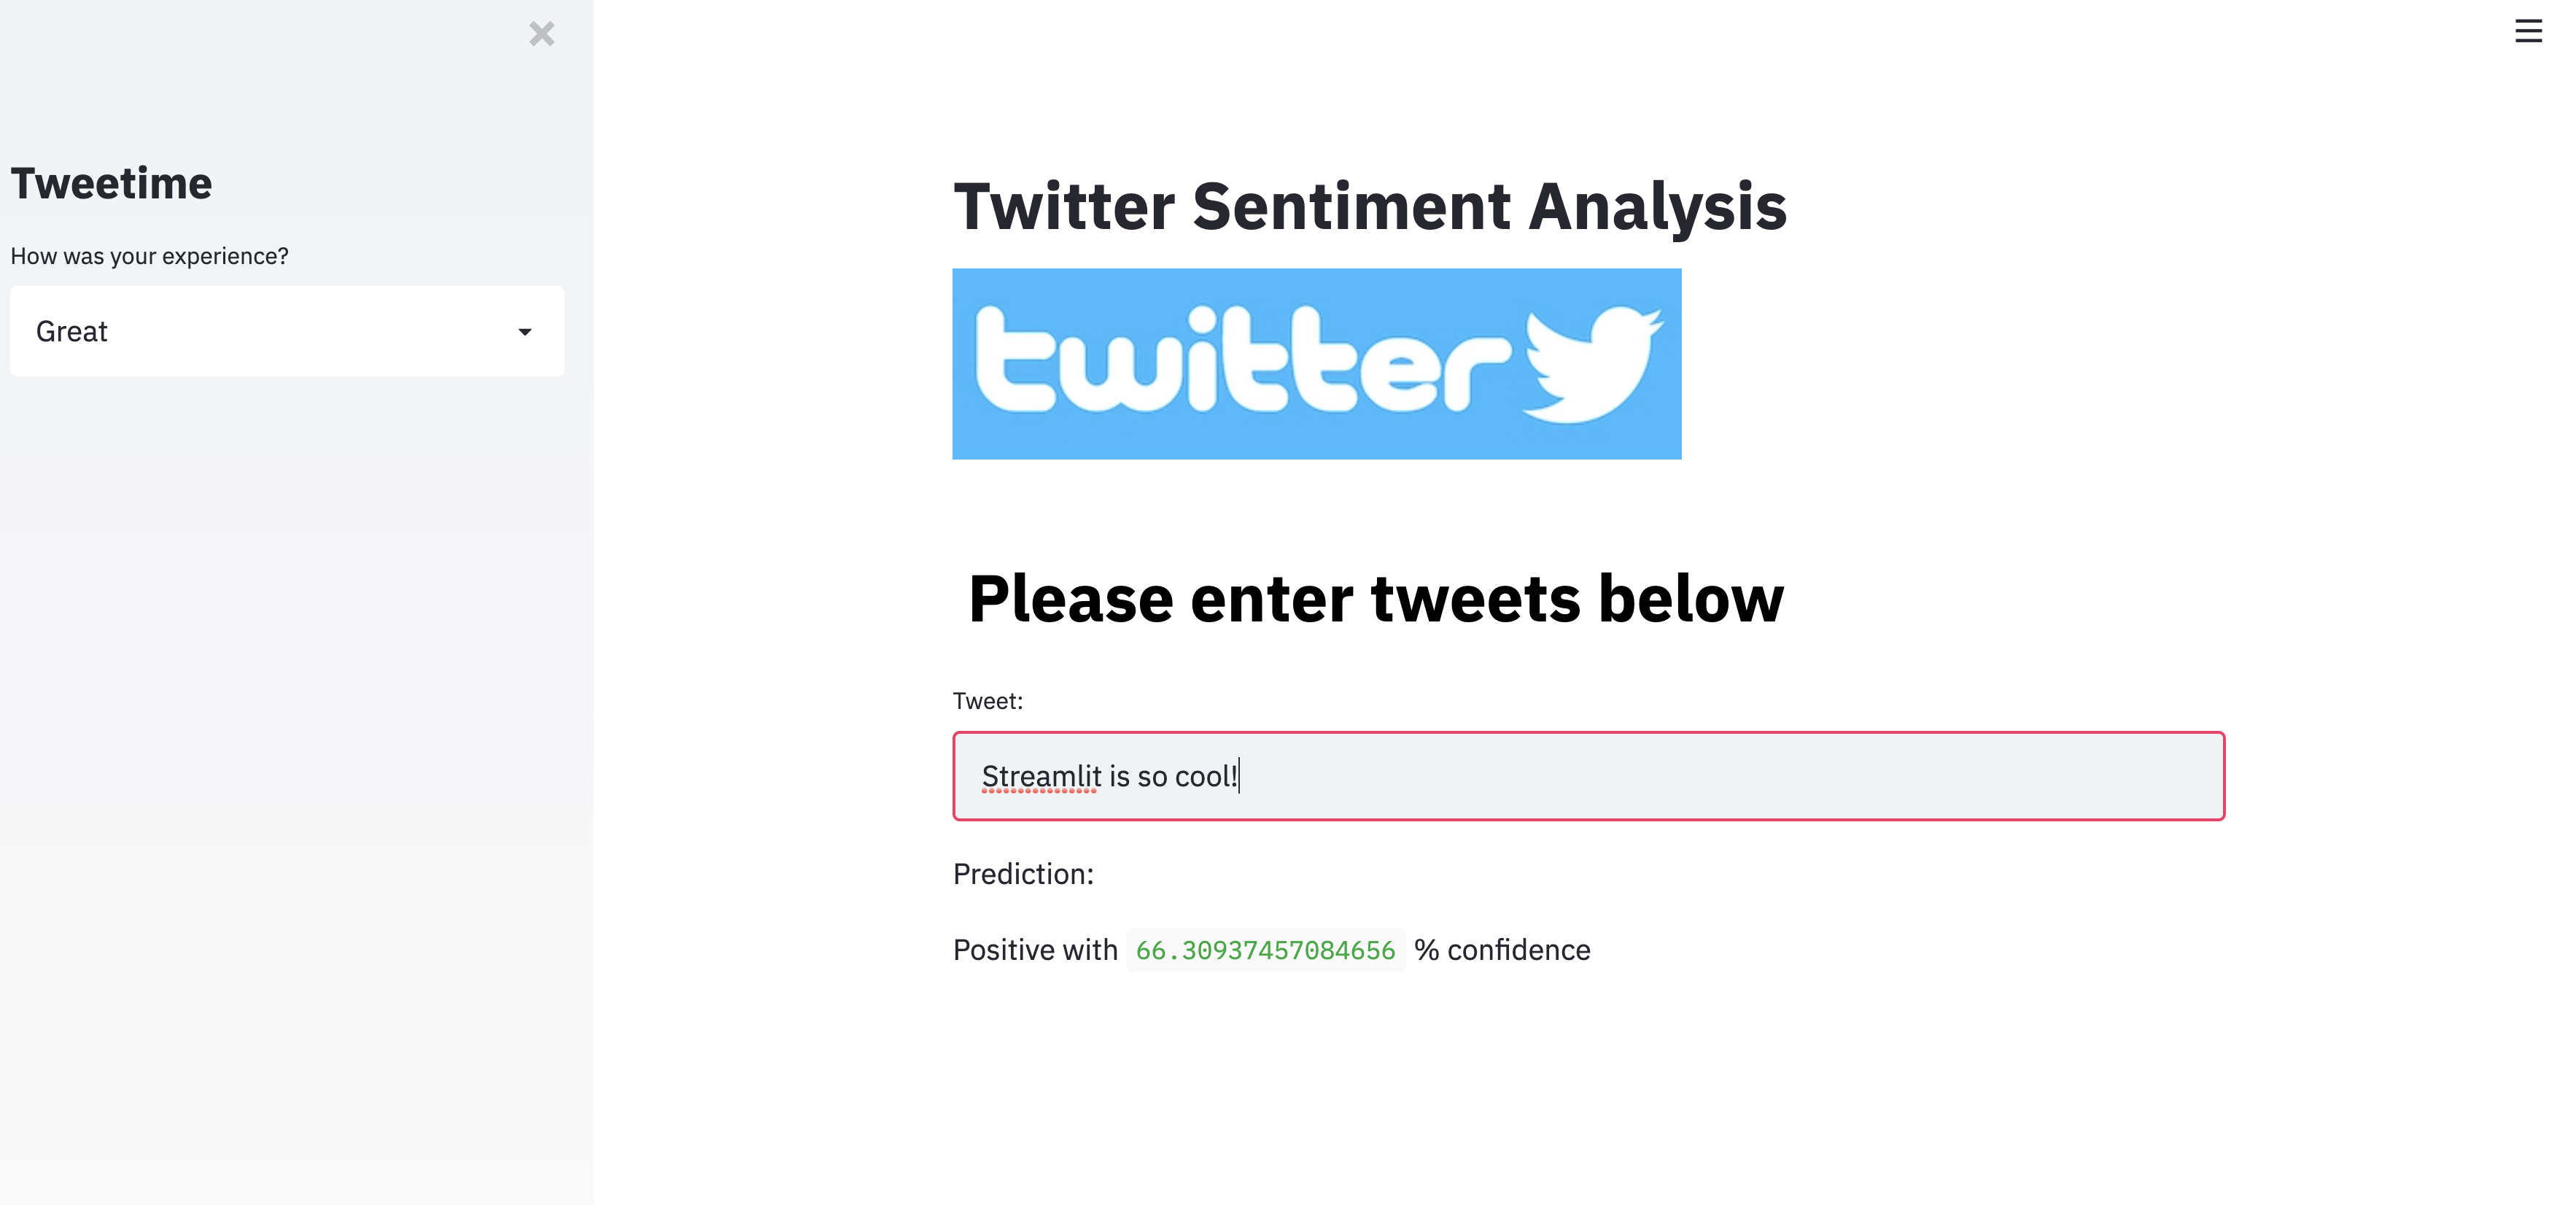 Tweetime
How was your experience?
Great
Twitter Sentiment Analysis
twitter
Please enter tweets below
Tweet:
Streamlit is so cool!
Prediction:
Positive with 66.30937457084656 % confidence